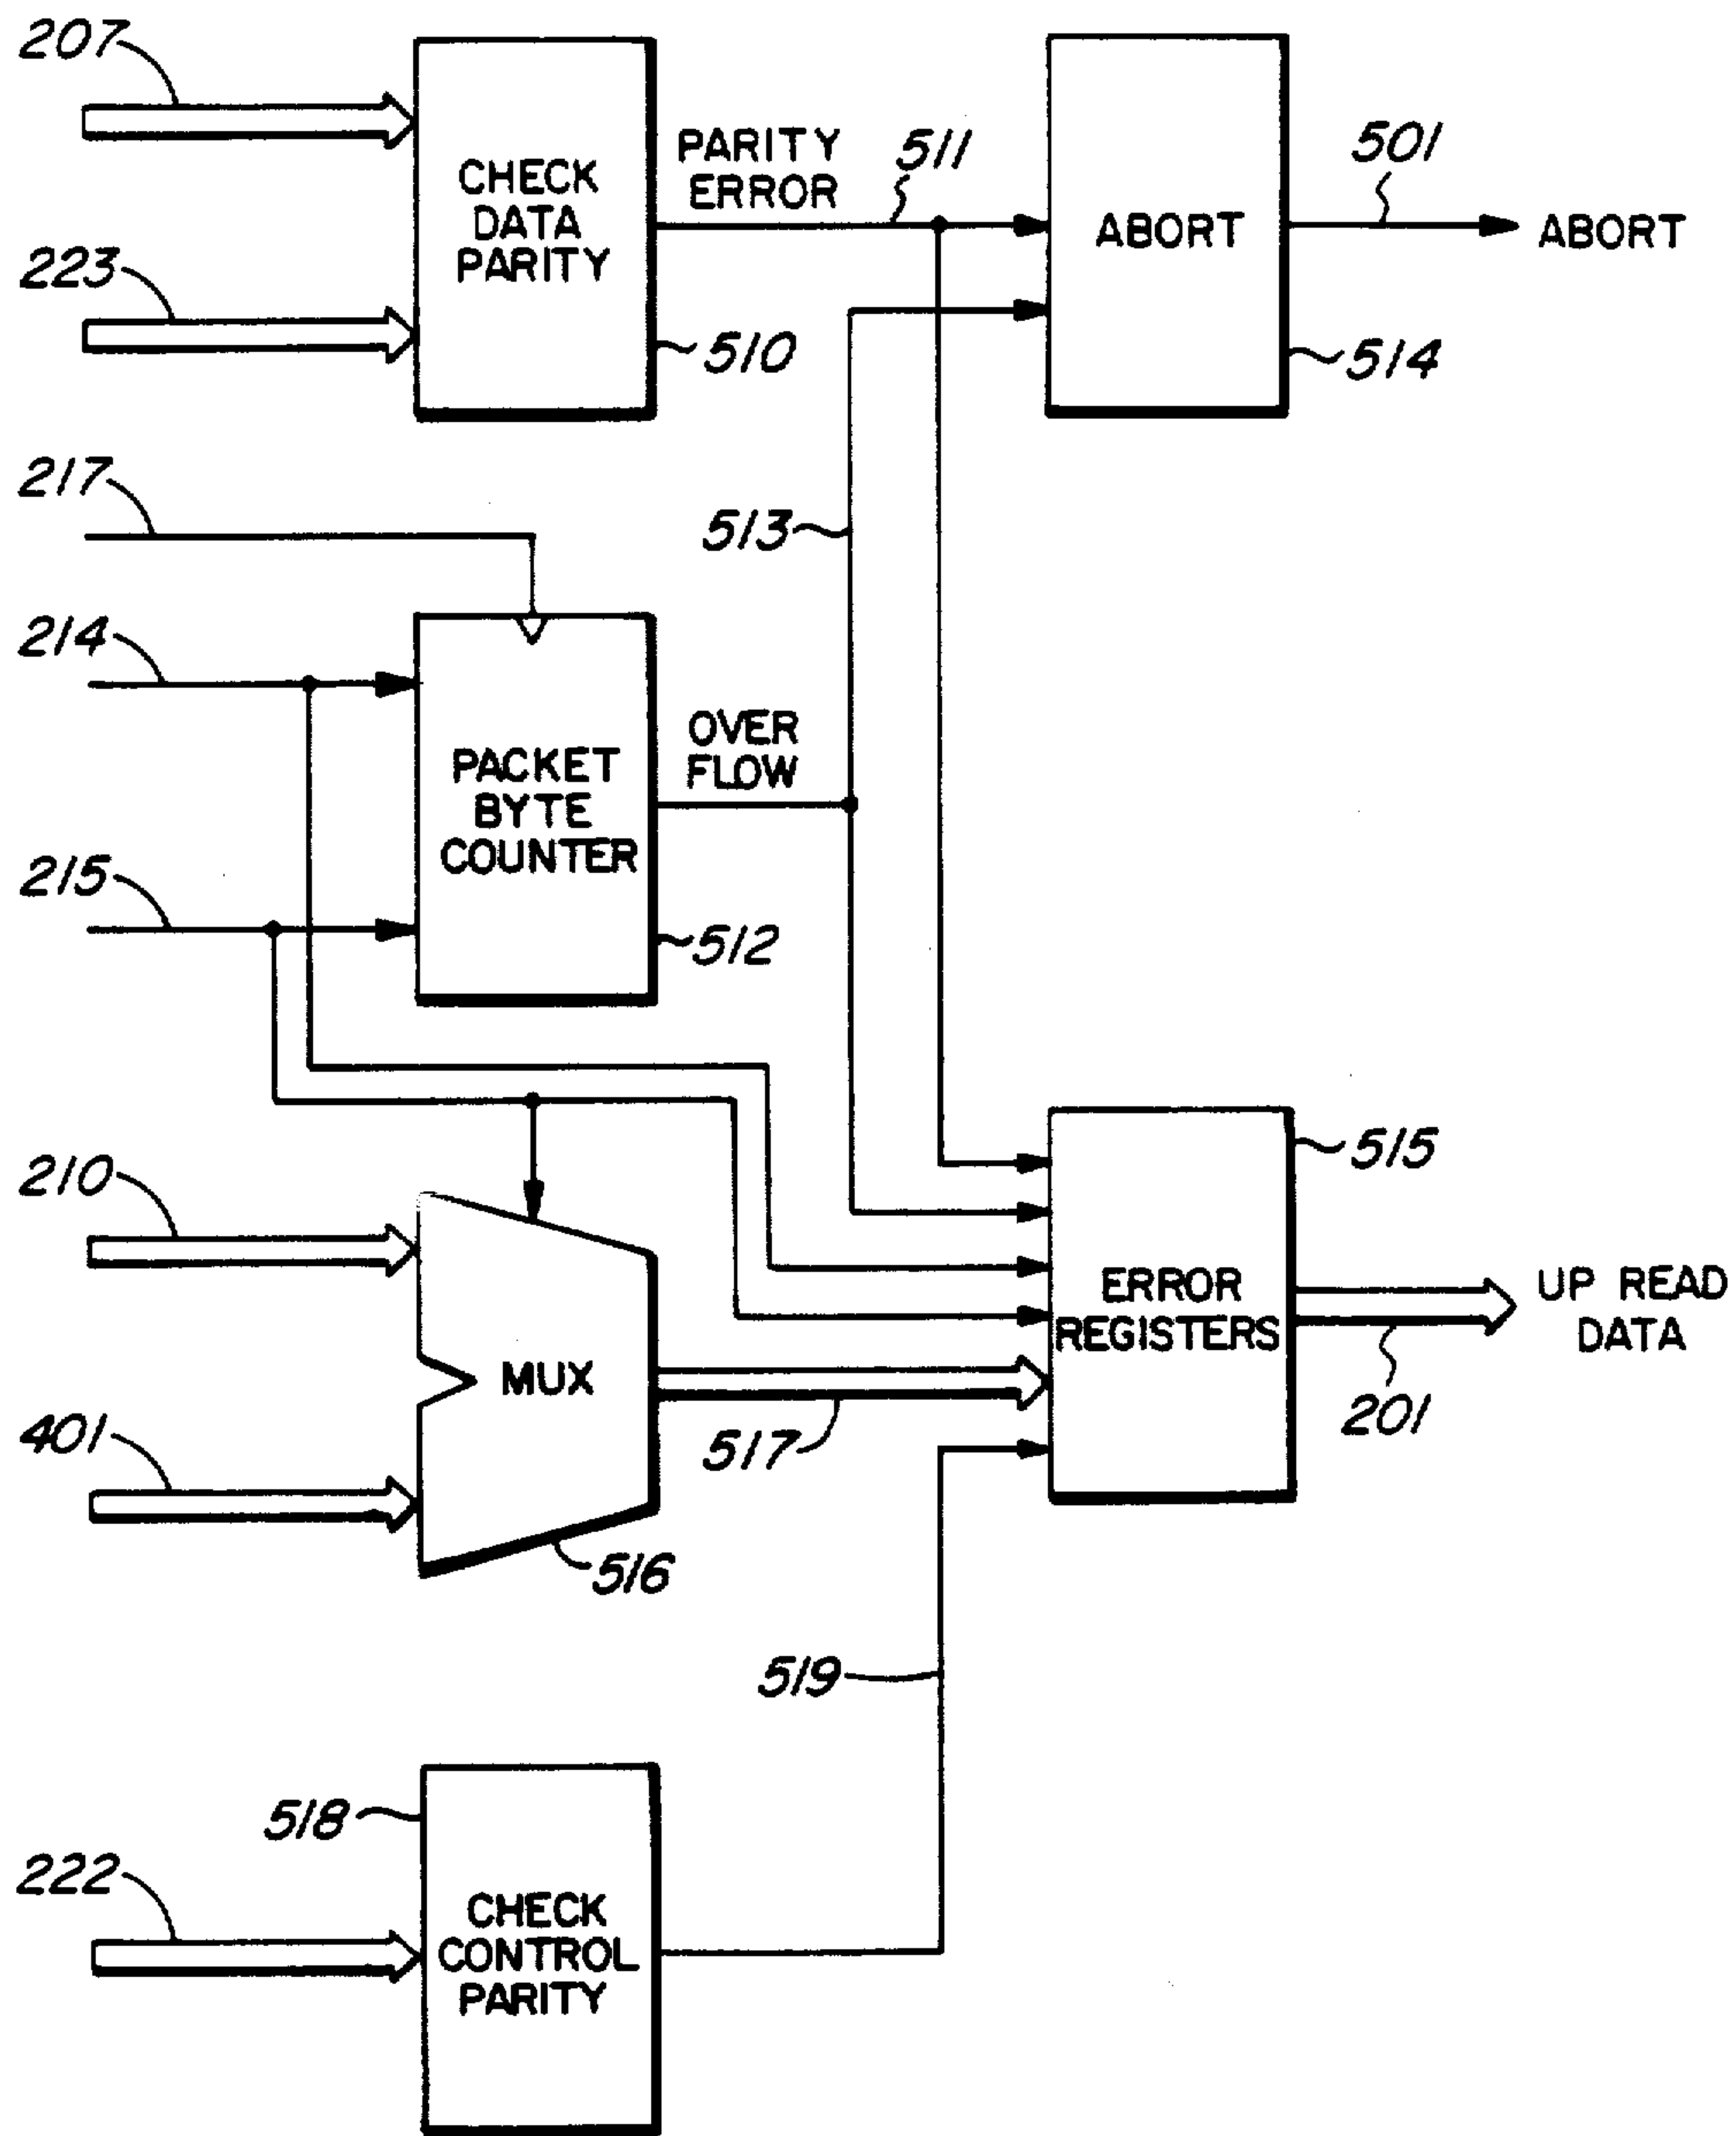 207
CHECK
DATA
PARITY
223
510
PARITY
ERROR
511
ABORT
514
501
ABORT
217
214
215
PACKET
BYTE
COUNTER
512
OVER
FLOW
513
210
401
MUX
516
517
515
ERROR
REGISTERS
UP READ
DATA
201
519
518
222
CHECK
CONTROL
PARITY